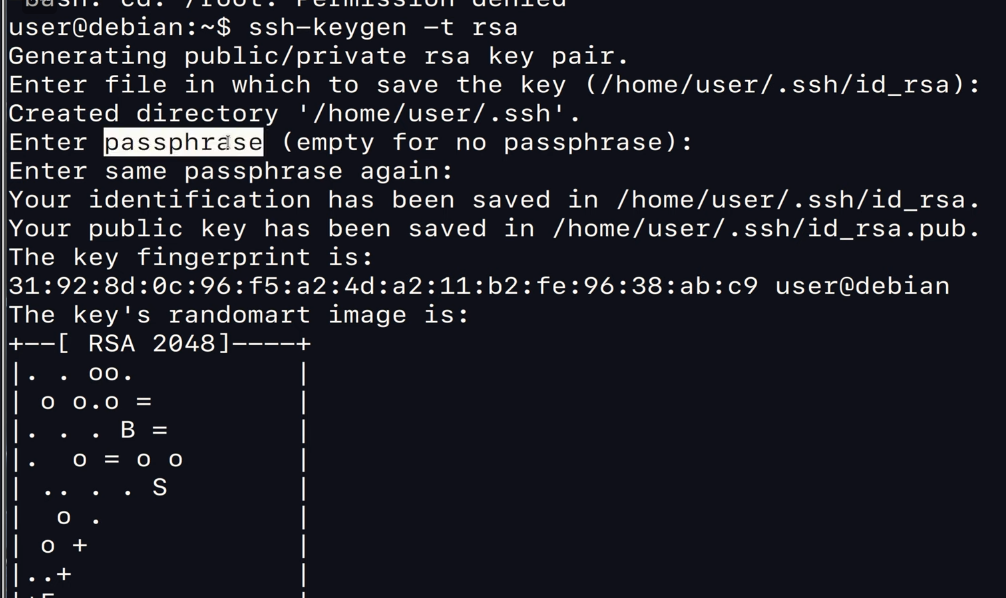 bash: cd: /root: Permission denied
user@debian:~$ ssh-keygen -t rsa
Generating public/private rsa key pair.
Enter file in which to save the key (/home/user/.ssh/id_rsa):
Created directory '/home/user/.ssh'.
Enter passphrase (empty for no passphrase):
Enter same passphrase again:
Your identification has been saved in /home/user/.ssh/id_rsa.
Your public key has been saved in /home/user/.ssh/id_rsa.pub.
The key fingerprint is:
31:92:8d:0c:96:f5:a2:4d:a2:11:b2:fe:96:38:ab:c9 user@debian
The key's randomart image is:
+--[ RSA 2048]----+
|. . oo.          |
| o o.o =         |
|. . . B =        |
|.  o = o o       |
| .. . . S        |
|  o .            |
| o +             |
|..+              |